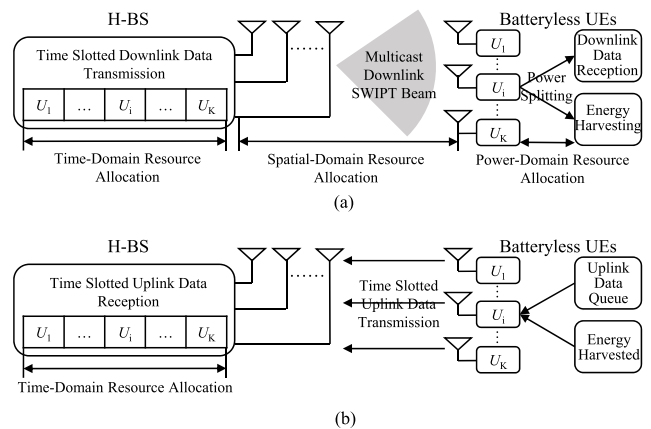 H-BS
Batteryless UEs
Time Slotted Downlink Data
Transmission
U1 … Ui … UK
Time-Domain Resource
Allocation
Multicast
Downlink
SWIPT Beam
Spatial-Domain Resource
Allocation
U1
Ui
UK
Power
Splitting
Downlink
Data
Reception
Energy
Harvesting
Power-Domain Resource
Allocation
(a)
H-BS
Batteryless UEs
Time Slotted Uplink Data
Reception
U1 … Ui … UK
Time-Domain Resource Allocation
Time Slotted
Uplink Data
Transmission
U1
Ui
UK
Uplink
Data
Queue
Energy
Harvested
(b)